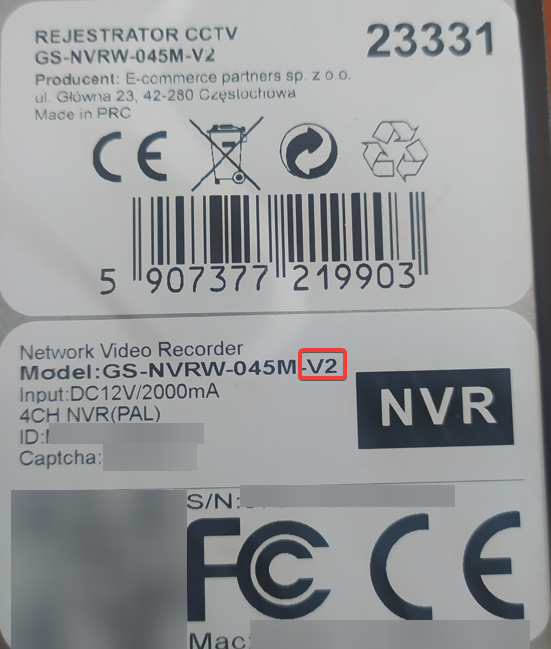 REJESTRATOR CCTV
GS-NVRW-045M-V2
23331
Producent: E-commerce partners sp. z o.o.
ul. Główna 23, 42-280 Częstochowa
Made in PRC
CE
5 907377 219903
Network Video Recorder
Model:GS-NVRW-045M-V2
Input:DC12V/2000mA
4CH NVR(PAL)
ID:
Captcha:
NVR
S/N:
FC CE
Mac: